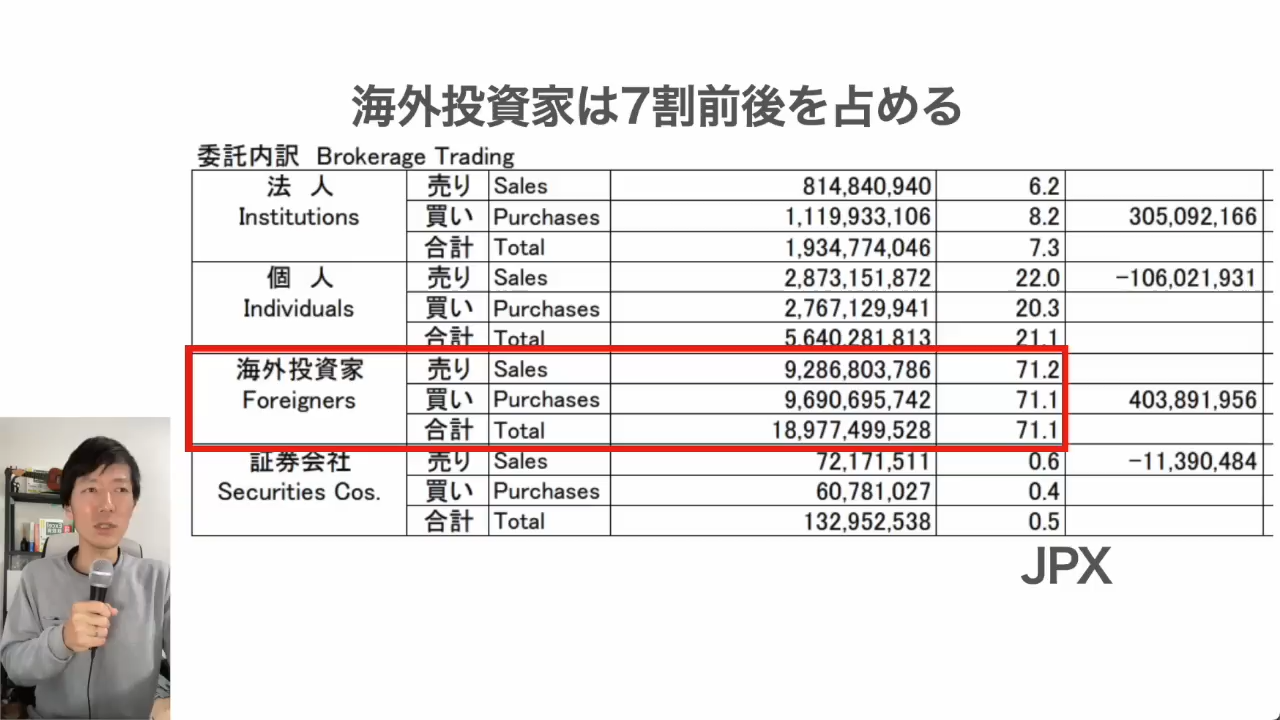 海外投資家は7割前後を占める
委託内訳 Brokerage Trading
法 人 売り Sales 814,840,940 6.2
Institutions 買い Purchases 1,119,933,106 8.2 305,092,166
合計 Total 1,934,774,046 7.3
個 人 売り Sales 2,873,151,872 22.0 −106,021,931
Individuals 買い Purchases 2,767,129,941 20.3
合計 Total 5,640,281,813 21.1
海外投資家 売り Sales 9,286,803,786 71.2
Foreigners 買い Purchases 9,690,695,742 71.1 403,891,956
合計 Total 18,977,499,528 71.1
証券会社 売り Sales 72,171,511 0.6 −11,390,484
Securities Cos. 買い Purchases 60,781,027 0.4
合計 Total 132,952,538 0.5
JPX